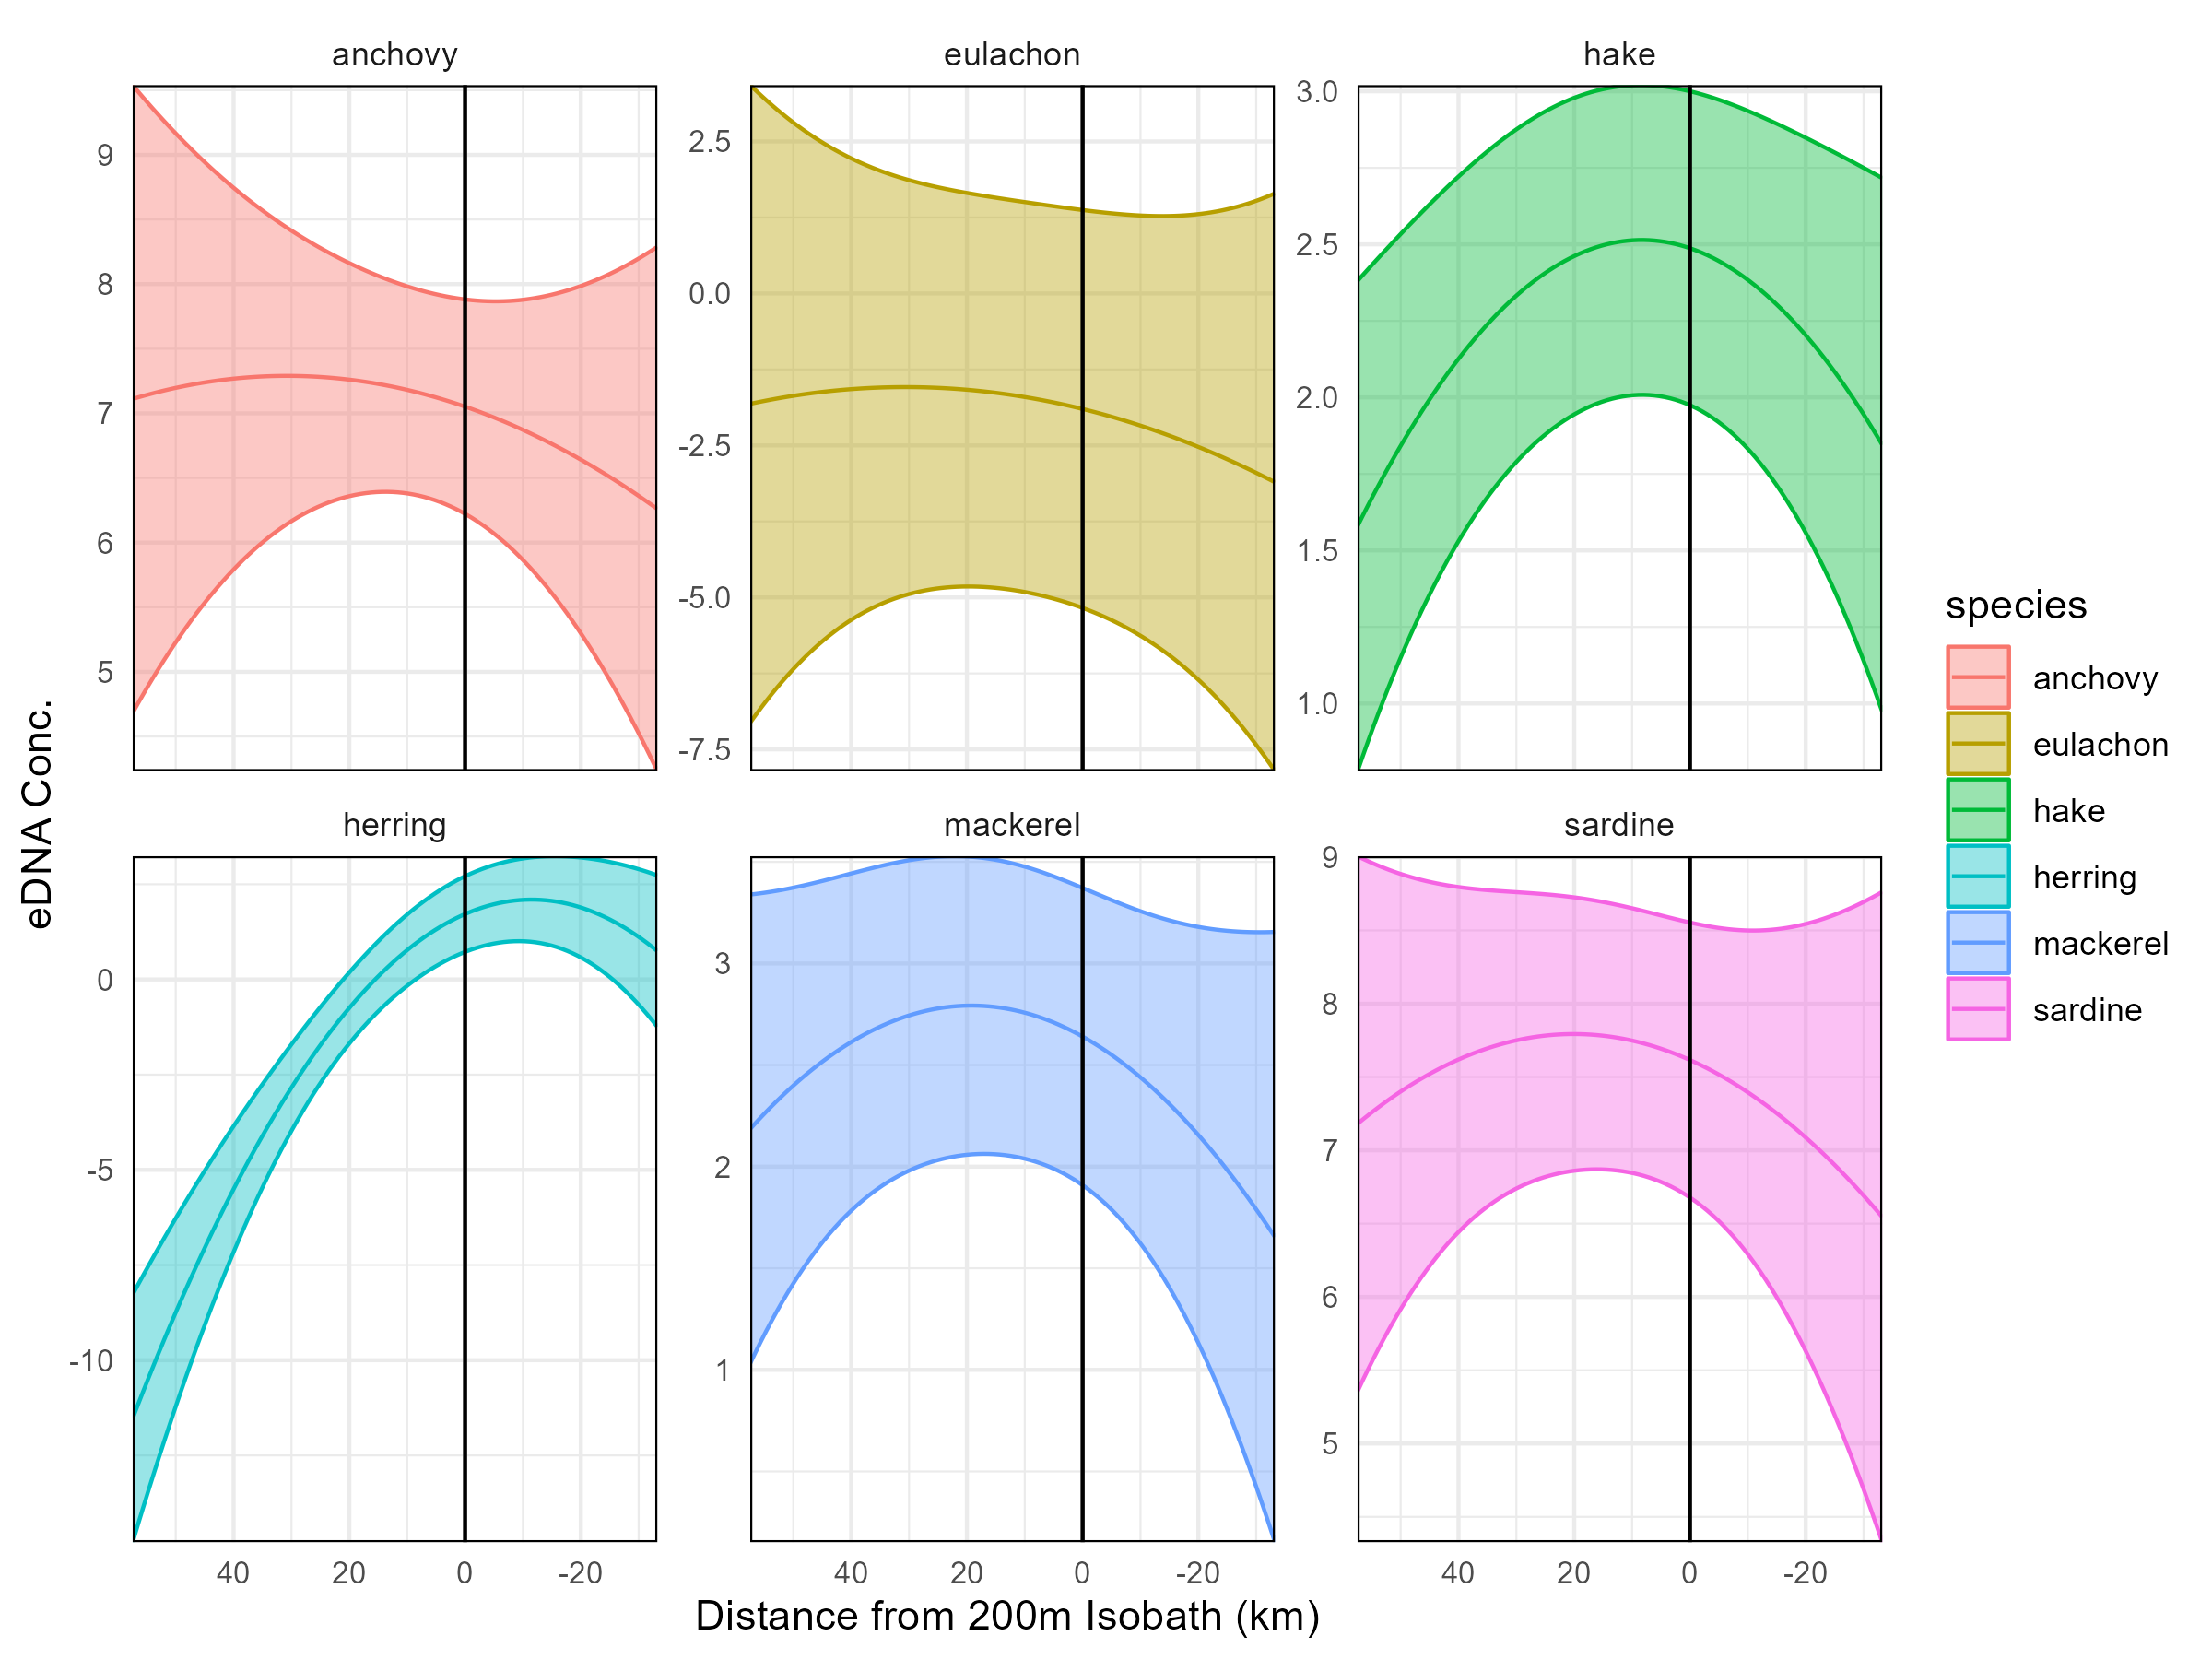 anchovy eulachon hake
9
8
7
6
5
2.5
0.0
-2.5
-5.0
-7.5
3.0
2.5
2.0
1.5
1.0
herring mackerel sardine
0
-5
-10
3
2
1
9
8
7
6
5
40 20 0 -20
40 20 0 -20
40 20 0 -20
Distance from 200m Isobath (km)
eDNA Conc.
species
anchovy
eulachon
hake
herring
mackerel
sardine